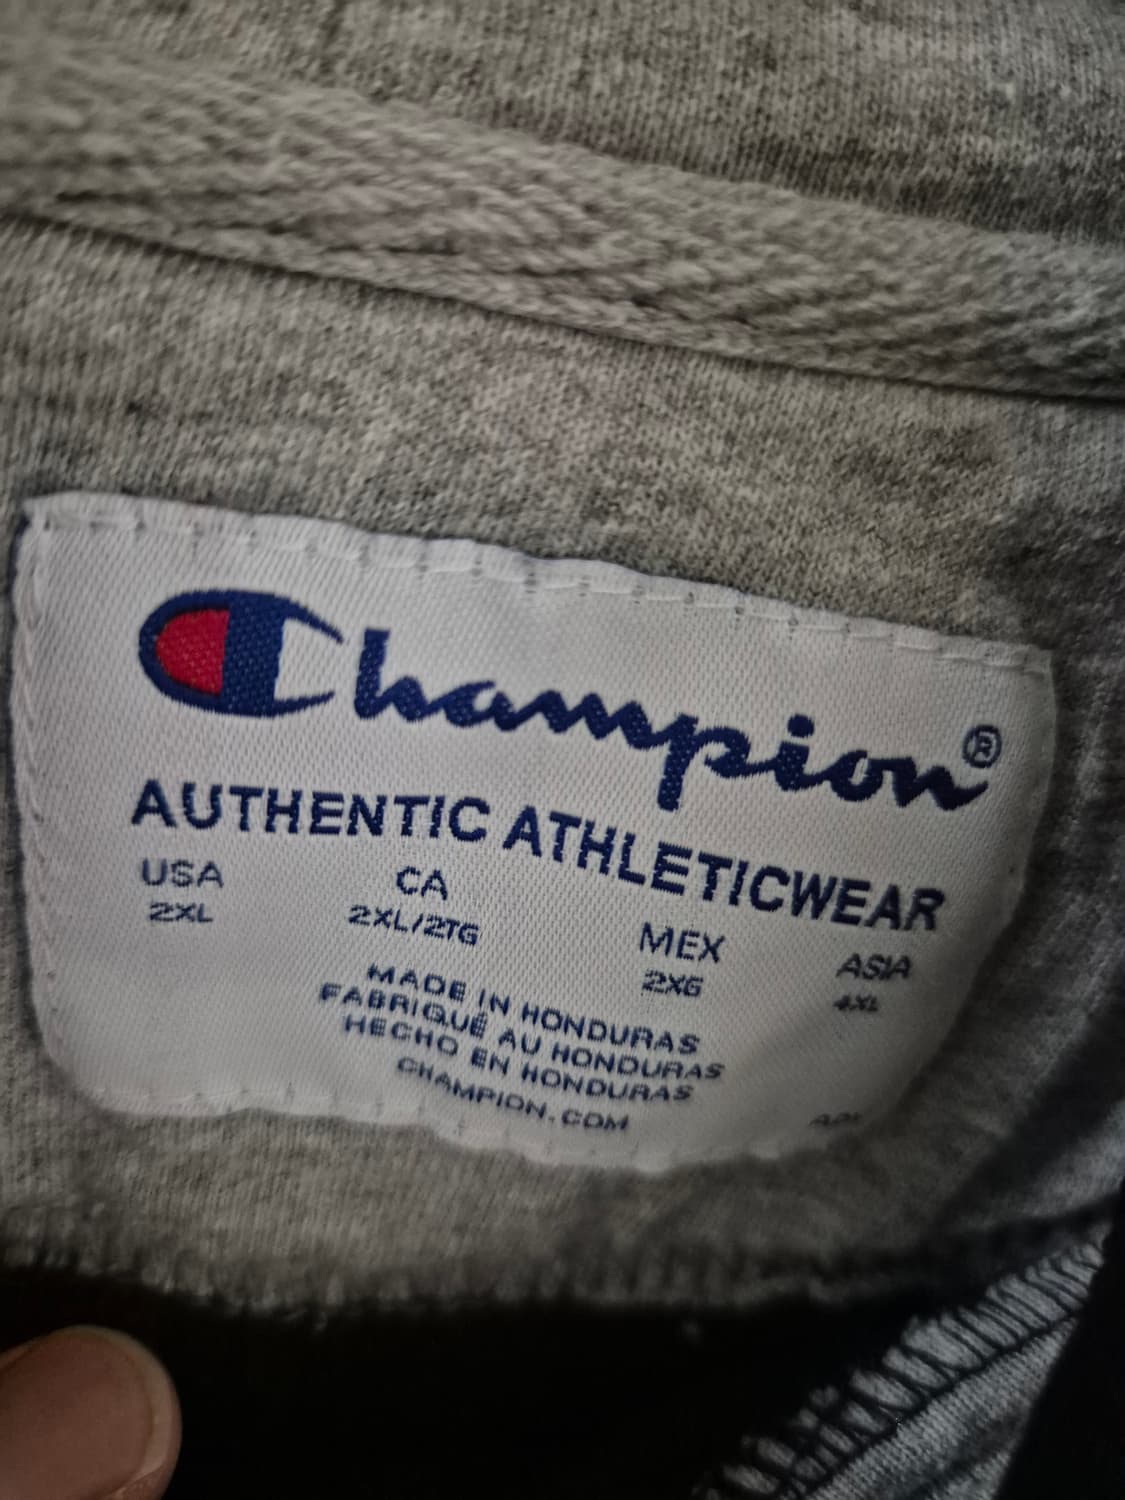 Champion®
AUTHENTIC ATHLETICWEAR
USA CA MEX ASIA
2XL 2XL/2TG 2XG 4XL
MADE IN HONDURAS
FABRIQUÉ AU HONDURAS
HECHO EN HONDURAS
CHAMPION.COM